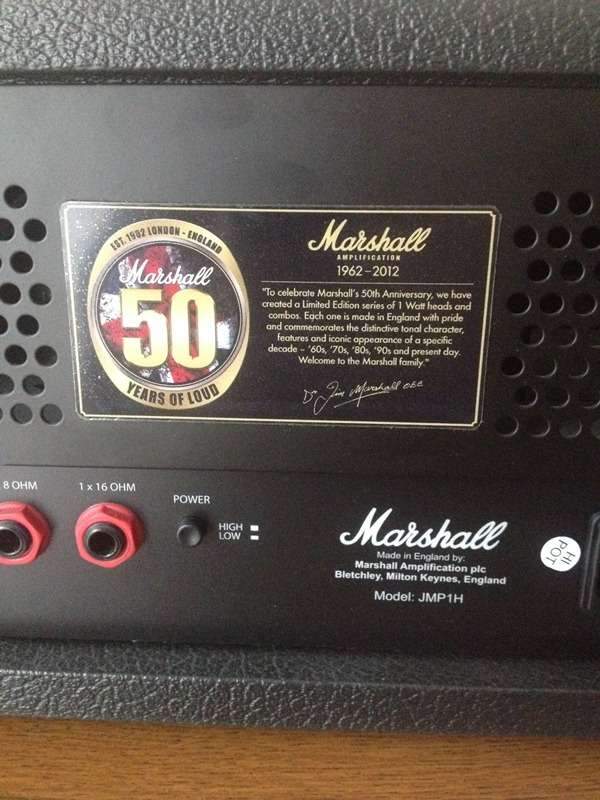 EST. 1962 LONDON - ENGLAND
Marshall
50
YEARS OF LOUD
Marshall
AMPLIFICATION
1962-2012
"To celebrate Marshall's 50th Anniversary, we have
created a Limited Edition series of 1 Watt heads and
combos. Each one is made in England with pride
and commemorates the distinctive tonal character,
features and iconic appearance of a specific
decade - '60s, '70s, '80s, '90s and present day.
Welcome to the Marshall family."
Dr Jim Marshall OBE
8 OHM
1 x 16 OHM
POWER
HIGH
LOW
Marshall
Made in England by:
Marshall Amplification plc
Bletchley, Milton Keynes, England
Model: JMP1H
HI
POT